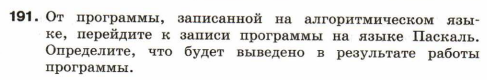 191. От программы, записанной на алгоритмическом язы-
ке, перейдите к записи программы на языке Паскаль.
Определите, что будет выведено в результате работы
программы.